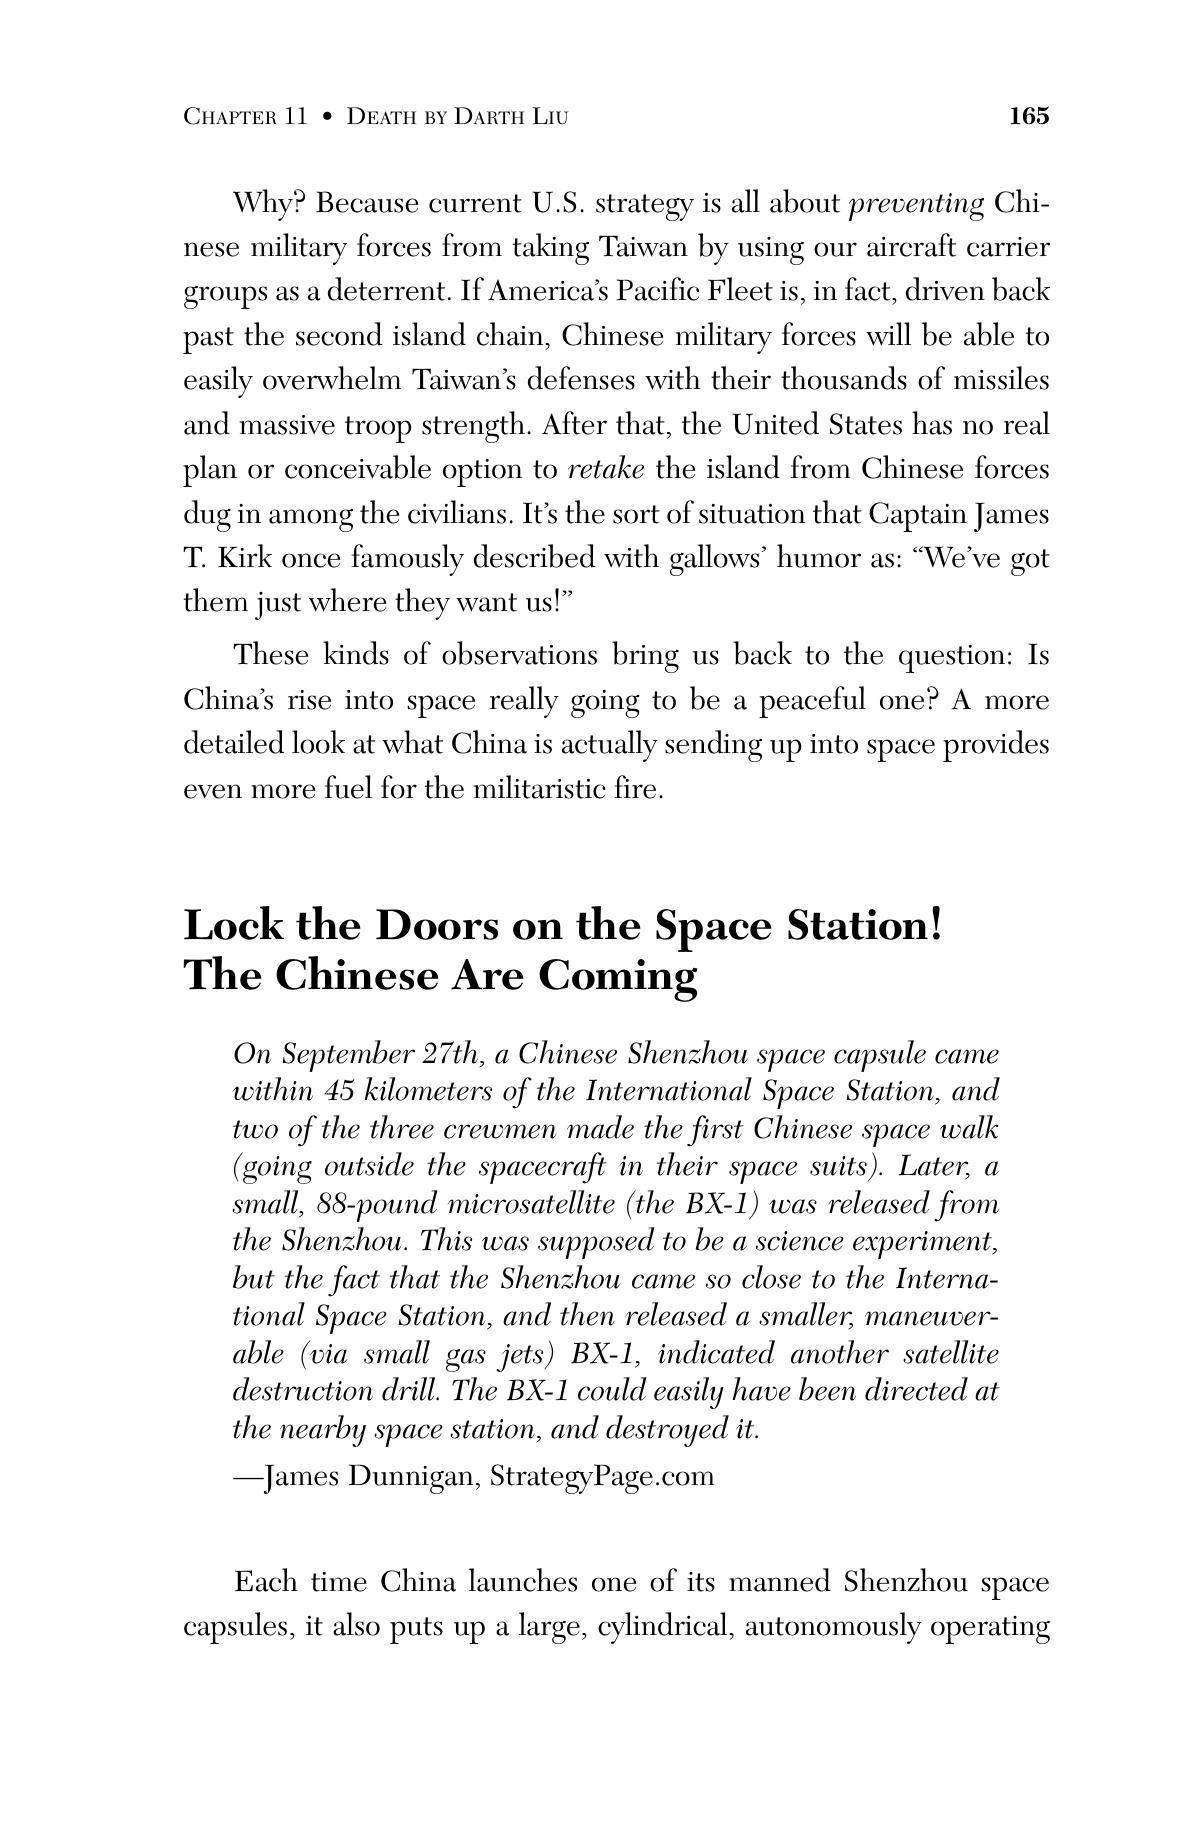 CHAPTER 11 • DEATH BY DARTH LIU 165
Why? Because current U.S. strategy is all about preventing Chi-
nese military forces from taking Taiwan by using our aircraft carrier
groups as a deterrent. If America’s Pacific Fleet is, in fact, driven back
past the second island chain, Chinese military forces will be able to
easily overwhelm Taiwan’s defenses with their thousands of missiles
and massive troop strength. After that, the United States has no real
plan or conceivable option to retake the island from Chinese forces
dug in among the civilians. It’s the sort of situation that Captain James
T. Kirk once famously described with gallows’ humor as: “We’ve got
them just where they want us!”
These kinds of observations bring us back to the question: Is
China’s rise into space really going to be a peaceful one? A more
detailed look at what China is actually sending up into space provides
even more fuel for the militaristic fire.
Lock the Doors on the Space Station!
The Chinese Are Coming
On September 27th, a Chinese Shenzhou space capsule came
within 45 kilometers of the International Space Station, and
two of the three crewmen made the first Chinese space walk
(going outside the spacecraft in their space suits). Later, a
small, 88-pound microsatellite (the BX-1) was released from
the Shenzhou. This was supposed to be a science experiment,
but the fact that the Shenzhou came so close to the Interna-
tional Space Station, and then released a smaller, maneuver-
able (via small gas jets) BX-1, indicated another satellite
destruction drill. The BX-1 could easily have been directed at
the nearby space station, and destroyed it.
—James Dunnigan, StrategyPage.com
Each time China launches one of its manned Shenzhou space
capsules, it also puts up a large, cylindrical, autonomously operating